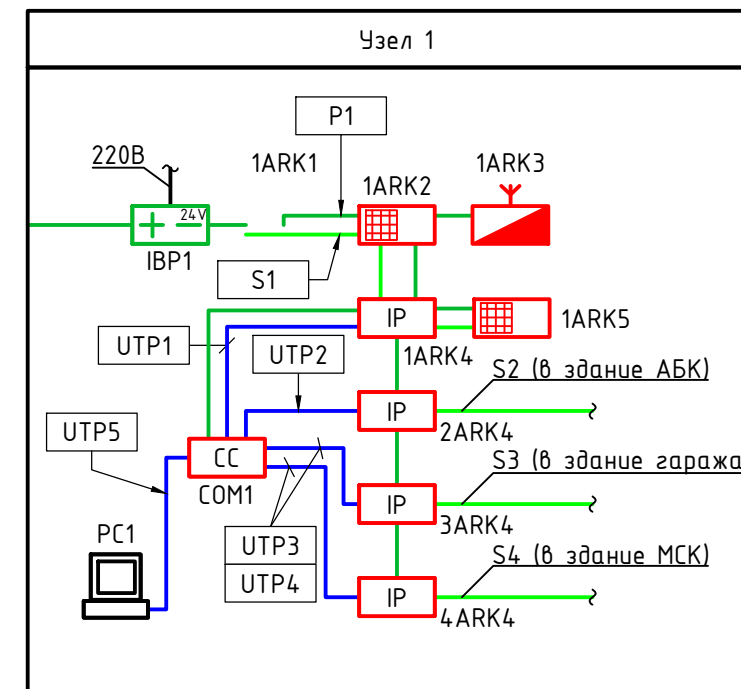 Узел 1
P1
220В
1ARK1
1ARK3
1ARK2
24V
IBP1
S1
IP
1ARK5
UTP1
1ARK4
UTP2
S2 (в здание АБК)
IP
UTP5
2ARK4
CC
S3 (в здание гаража
COM1
IP
3ARK4
PC1
UTP3
S4 (в здание МСК)
UTP4
IP
4ARK4